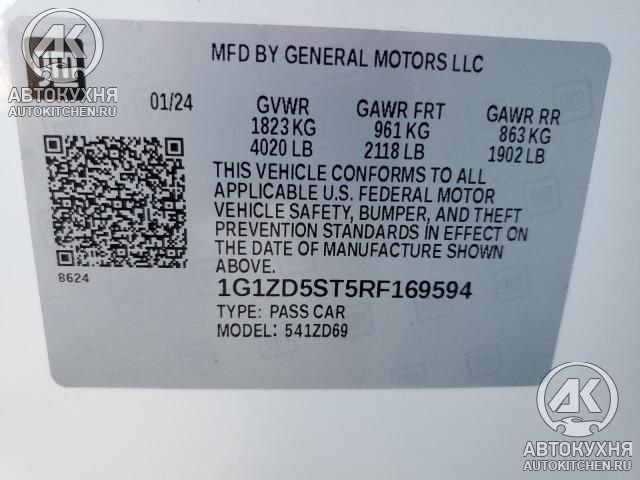 MFD BY GENERAL MOTORS LLC
01/24
GVWR
1823 KG
4020 LB
GAWR FRT
961 KG
2118 LB
GAWR RR
863 KG
1902 LB
THIS VEHICLE CONFORMS TO ALL
APPLICABLE U.S. FEDERAL MOTOR
VEHICLE SAFETY, BUMPER, AND THEFT
PREVENTION STANDARDS IN EFFECT ON
THE DATE OF MANUFACTURE SHOWN
ABOVE.
8624
1G1ZD5ST5RF169594
TYPE: PASS CAR
MODEL: 541ZD69
АК
АВТОКУХНЯ
AUTOKITCHEN.RU
АК
АВТОКУХНЯ
AUTOKITCHEN.RU